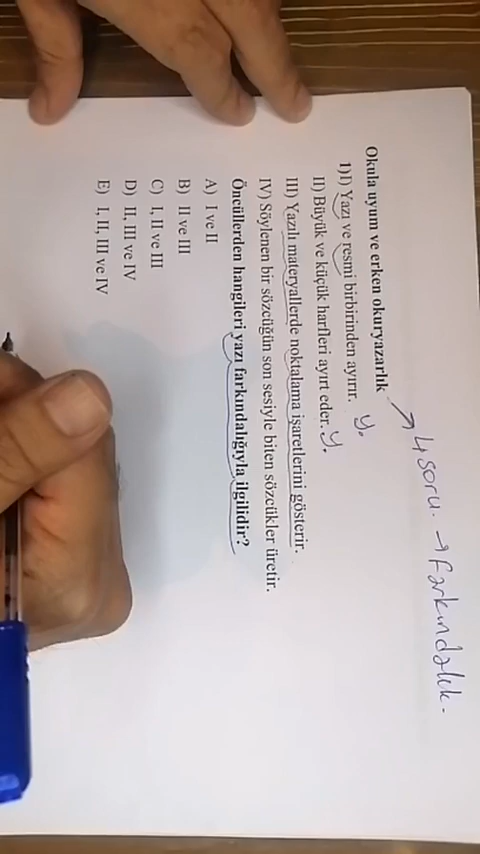 4 soru. → Farkındalık.
Okula uyum ve erken okuryazarlık
1)I) Yazı ve resmi birbirinden ayırır. y.
II) Büyük ve küçük harfleri ayırt eder. y.
III) Yazılı materyallerde noktalama işaretlerini gösterir.
IV) Söylenen bir sözcüğün son sesiyle biten sözcükler üretir.
Öncüllerden hangileri yazı farkındalığıyla ilgilidir?
A) I ve II
B) II ve III
C) I, II ve III
D) II, III ve IV
E) I, II, III ve IV